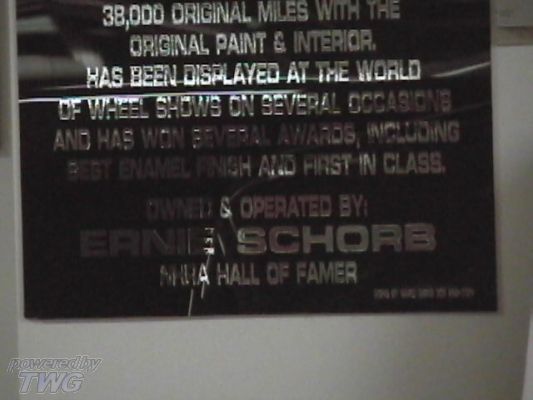 38,000 ORIGINAL MILES WITH THE
ORIGINAL PAINT & INTERIOR.
HAS BEEN DISPLAYED AT THE WORLD
OF WHEEL SHOWS ON SEVERAL OCCASIONS
AND HAS WON SEVERAL AWARDS, INCLUDING
BEST ENAMEL FINISH AND FIRST IN CLASS.
OWNED & OPERATED BY:
ERNIE SCHORB
NHRA HALL OF FAMER
powered by
TWG